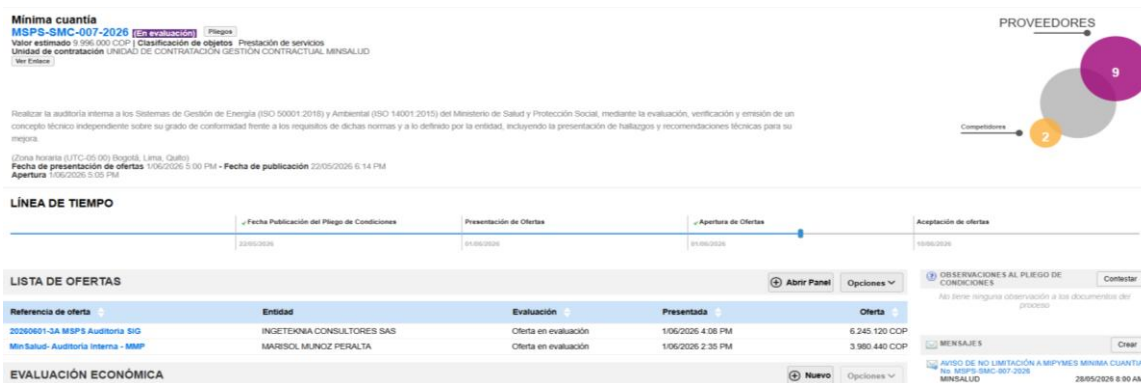 Mínima cuantía
MSPS-SMC-007-2026 (En evaluación) Pliegos
Valor estimado 9.996.000 COP | Clasificación de objetos Prestación de servicios
Unidad de contratación UNIDAD DE CONTRATACIÓN GESTIÓN CONTRACTUAL MINSALUD
Ver Enlace
PROVEEDORES
9
Competidores
2
Realizar la auditoría interna a los Sistemas de Gestión de Energía (ISO 50001:2018) y Ambiental (ISO 14001:2015) del Ministerio de Salud y Protección Social, mediante la evaluación, verificación y emisión de un
concepto técnico independiente sobre su grado de conformidad frente a los requisitos de dichas normas y a lo definido por la entidad, incluyendo la presentación de hallazgos y recomendaciones técnicas para su
mejora.
(Zona horaria (UTC-05:00) Bogotá, Lima, Quito)
Fecha de presentación de ofertas 1/06/2026 5:00 PM - Fecha de publicación 22/05/2026 6:14 PM
Apertura 1/06/2026 5:05 PM
LÍNEA DE TIEMPO
Fecha Publicación del Pliego de Condiciones Presentación de Ofertas Apertura de Ofertas Aceptación de ofertas
22/05/2026 01/06/2026 01/06/2026 10/06/2026
LISTA DE OFERTAS Abrir Panel Opciones
Referencia de oferta Entidad Evaluación Presentada Oferta
20260601-3A MSPS Auditoria SIG INGETEKNIA CONSULTORES SAS Oferta en evaluación 1/06/2026 4:08 PM 6.245.120 COP
MinSalud- Auditoria Interna - MMP MARISOL MUNOZ PERALTA Oferta en evaluación 1/06/2026 2:35 PM 3.980.440 COP
EVALUACIÓN ECONÓMICA Nuevo Opciones
OBSERVACIONES AL PLIEGO DE
CONDICIONES Contestar
No tiene ninguna observación a los documentos del
proceso
MENSAJES Crear
AVISO DE NO LIMITACIÓN A MIPYMES MINIMA CUANTÍA
No. MSPS-SMC-007-2026
MINSALUD 28/05/2026 8:00 AM